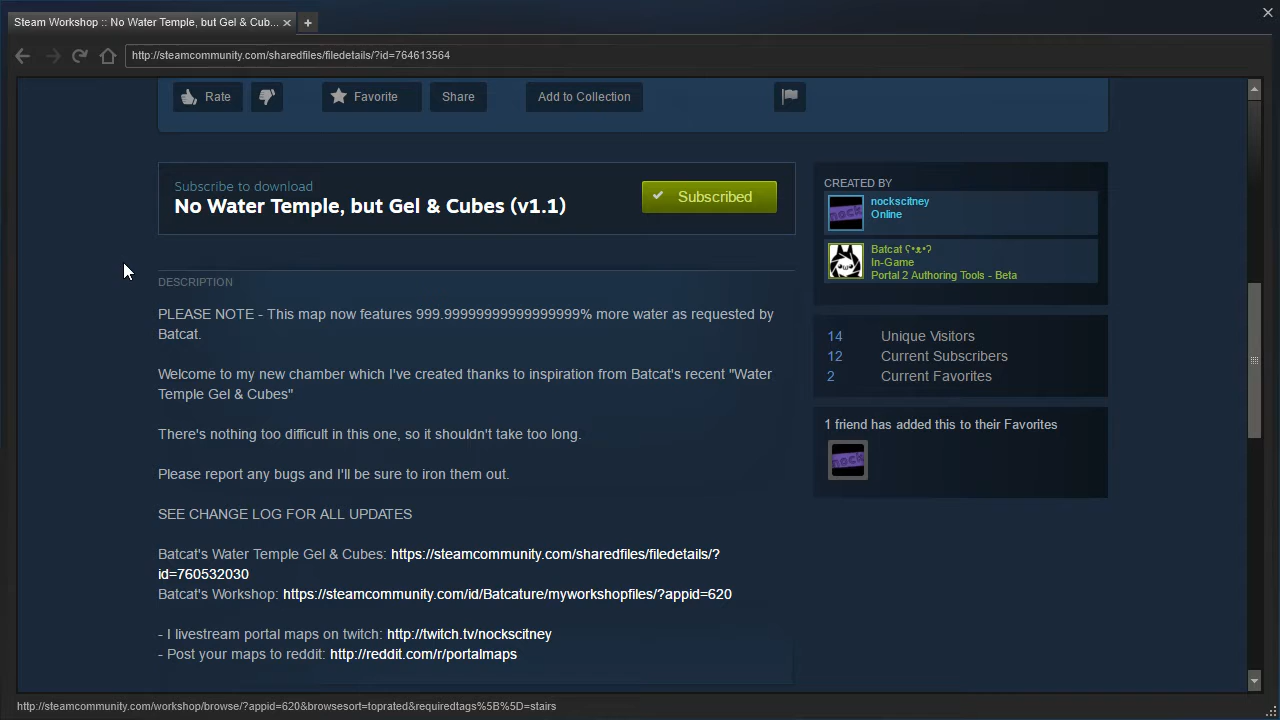 Steam Workshop :: No Water Temple, but Gel & Cub...
http://steamcommunity.com/sharedfiles/filedetails/?id=764613564
Rate
Favorite
Share
Add to Collection
Subscribe to download
No Water Temple, but Gel & Cubes (v1.1)
Subscribed
DESCRIPTION
PLEASE NOTE - This map now features 999.99999999999999999% more water as requested by
Batcat.
Welcome to my new chamber which I've created thanks to inspiration from Batcat's recent "Water
Temple Gel & Cubes"
There's nothing too difficult in this one, so it shouldn't take too long.
Please report any bugs and I'll be sure to iron them out.
SEE CHANGE LOG FOR ALL UPDATES
Batcat's Water Temple Gel & Cubes: https://steamcommunity.com/sharedfiles/filedetails/?
id=760532030
Batcat's Workshop: https://steamcommunity.com/id/Batcature/myworkshopfiles/?appid=620
- I livestream portal maps on twitch: http://twitch.tv/nockscitney
- Post your maps to reddit: http://reddit.com/r/portalmaps
CREATED BY
nock
nockscitney
Online
Batcat ʕ•ᴥ•ʔ
In-Game
Portal 2 Authoring Tools - Beta
14 Unique Visitors
12 Current Subscribers
2 Current Favorites
1 friend has added this to their Favorites
nock
http://steamcommunity.com/workshop/browse/?appid=620&browsesort=toprated&requiredtags%5B%5D=stairs